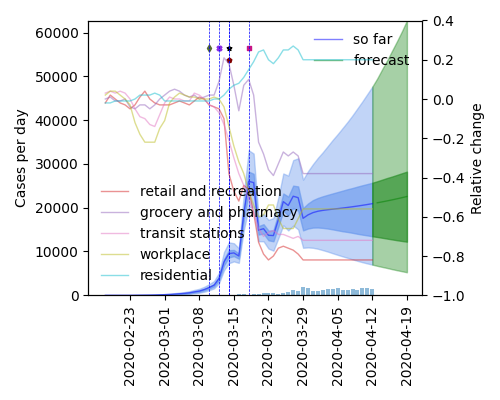 60000
50000
40000
30000
20000
10000
0
Cases per day
0.4
0.2
0.0
−0.2
−0.4
−0.6
−0.8
−1.0
Relative change
so far
forecast
retail and recreation
grocery and pharmacy
transit stations
workplace
residential
2020-02-23
2020-03-01
2020-03-08
2020-03-15
2020-03-22
2020-03-29
2020-04-05
2020-04-12
2020-04-19